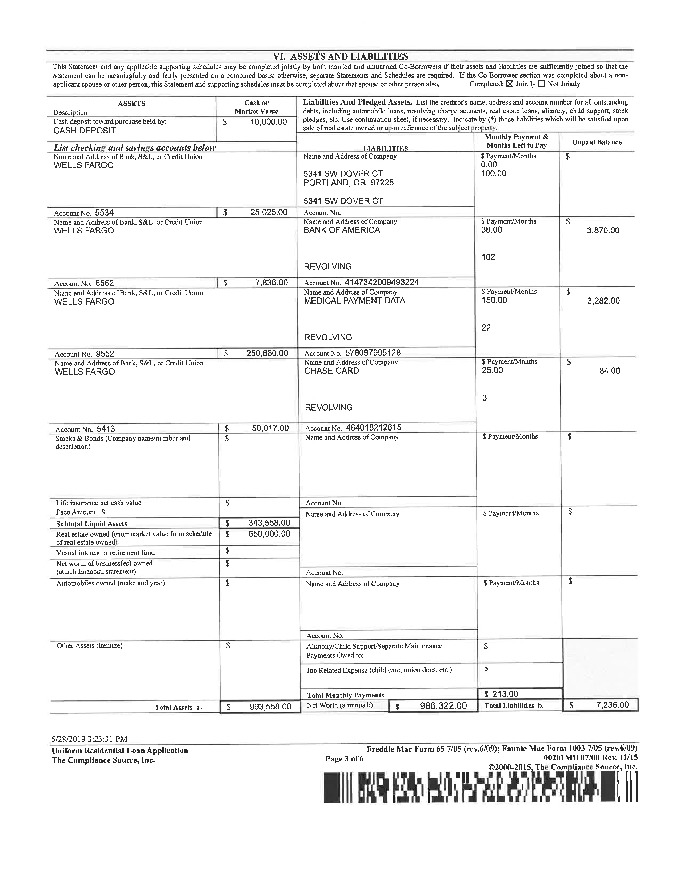 VI. ASSETS AND LIABILITIES
This Statement and any applicable supporting schedules may be completed jointly by both married and unmarried Co-Borrowers if their assets and liabilities are sufficiently joined so that the
statement can be meaningfully and fairly presented on a combined basis; otherwise, separate Statements and Schedules are required. If the Co-Borrower section was completed about a non-
applicant spouse or other person, this Statement and supporting schedules must be completed about that spouse or other person also. Completed: ☒ Jointly ☐ Not Jointly
ASSETS
Description
Cash or
Market Value
Cash deposit toward purchase held by:
CASH DEPOSIT
$ 10,000.00
Liabilities And Pledged Assets. List the creditor's name, address and account number for all outstanding
debts, including automobile loans, revolving charge accounts, real estate loans, alimony, child support, stock
pledges, etc. Use continuation sheet, if necessary. Indicate by (*) those liabilities which will be satisfied upon
sale of real estate owned or upon refinance of the subject property.
List checking and savings accounts below
LIABILITIES
Monthly Payment &
Months Left to Pay
Unpaid Balance
Name and Address of Bank, S&L, or Credit Union
WELLS FARGO
Name and Address of Company
5341 SW DOVER CT
PORTLAND, OR 97225
5341 SW DOVER CT
$ Payment/Months
0.00
100.00
$
Account No. 5534
$ 25,025.00
Account No.
Name and Address of Bank, S&L, or Credit Union
WELLS FARGO
Name and Address of Company
BANK OF AMERICA
REVOLVING
$ Payment/Months
38.00
102
$
3,870.00
Account No. 6562
$ 7,836.00
Account No. 4147342009493224
Name and Address of Bank, S&L, or Credit Union
WELLS FARGO
Name and Address of Company
MEDICAL PAYMENT DATA
REVOLVING
$ Payment/Months
150.00
22
$
3,282.00
Account No. 9552
$ 250,680.00
Account No.
Name and Address of Bank, S&L, or Credit Union
WELLS FARGO
Name and Address of Company
CHASE CARD
REVOLVING
$ Payment/Months
25.00
3
$
84.00
Account No. 5413
$ 50,017.00
Account No. 464018212615
Stocks & Bonds (Company name/number and
description)
$
Name and Address of Company
$ Payment/Months
$
Life insurance net cash value
Face Amount $
$
Account No.
Subtotal Liquid Assets
$ 343,558.00
Name and Address of Company
$ Payment/Months
$
Real estate owned (enter market value from schedule
of real estate owned)
$ 650,000.00
Vested interest in retirement fund
$
Net worth of business(es) owned
(attach financial statement)
$
Account No.
Automobiles owned (make and year)
$
Name and Address of Company
$ Payment/Months
$
Account No.
Other Assets (itemize)
$
Alimony/Child Support/Separate Maintenance
Payments Owed to:
$
Job Related Expense (child care, union dues, etc.)
$
Total Monthly Payments
$ 213.00
Total Assets a.
$ 993,558.00
Net Worth (a minus b)
$ 986,322.00
Total Liabilities b.
$ 7,236.00
5/29/2019 3:23:31 PM
Uniform Residential Loan Application
The Compliance Source, Inc.
Page 3 of 6
Freddie Mac Form 65 7/05 (rev.6/09); Fannie Mae Form 1003 7/05 (rev.6/09)
00201MU07/00 Rev. 11/15
©2000-2015, The Compliance Source, Inc.